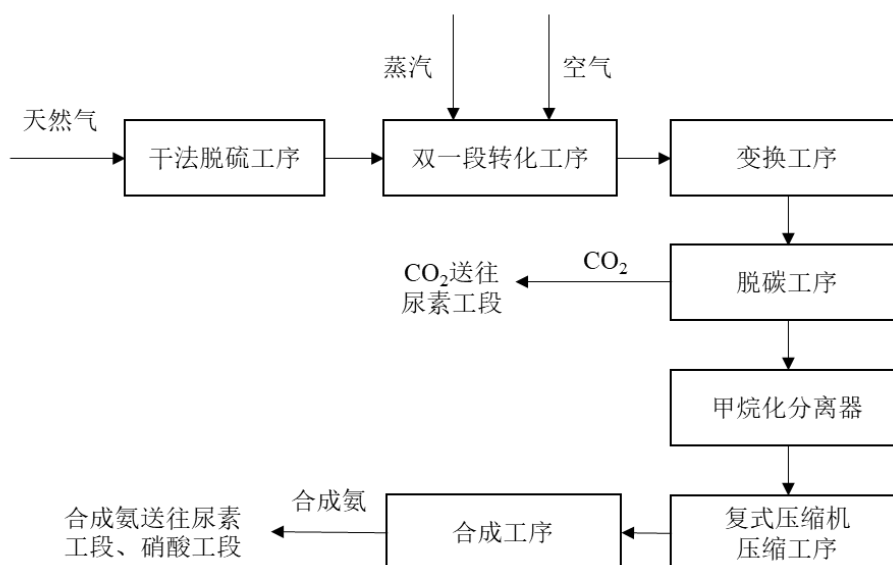 蒸汽
空气
天然气
干法脱硫工序
双一段转化工序
变换工序
CO₂送往
尿素工段
CO₂
脱碳工序
甲烷化分离器
合成氨送往尿素
工段、硝酸工段
合成氨
合成工序
复式压缩机
压缩工序